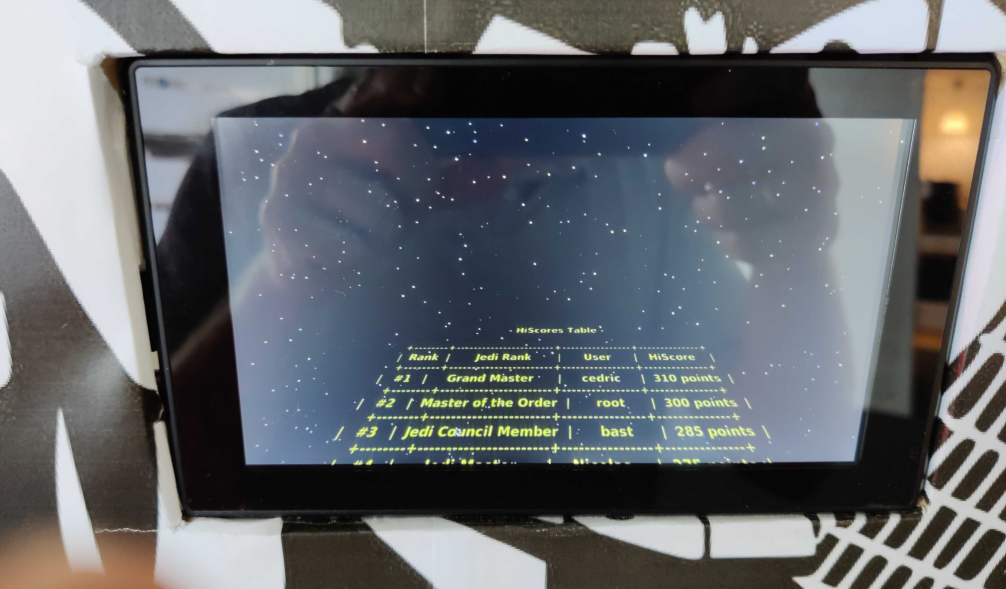 - HiScores Table -
+--------+--------------------+-----------+-------------+
| Rank | Jedi Rank | User | HiScore |
| #1 | Grand Master | cedric | 310 points |
| #2 | Master of the Order | root | 300 points |
| #3 | Jedi Council Member | bast | 285 points |